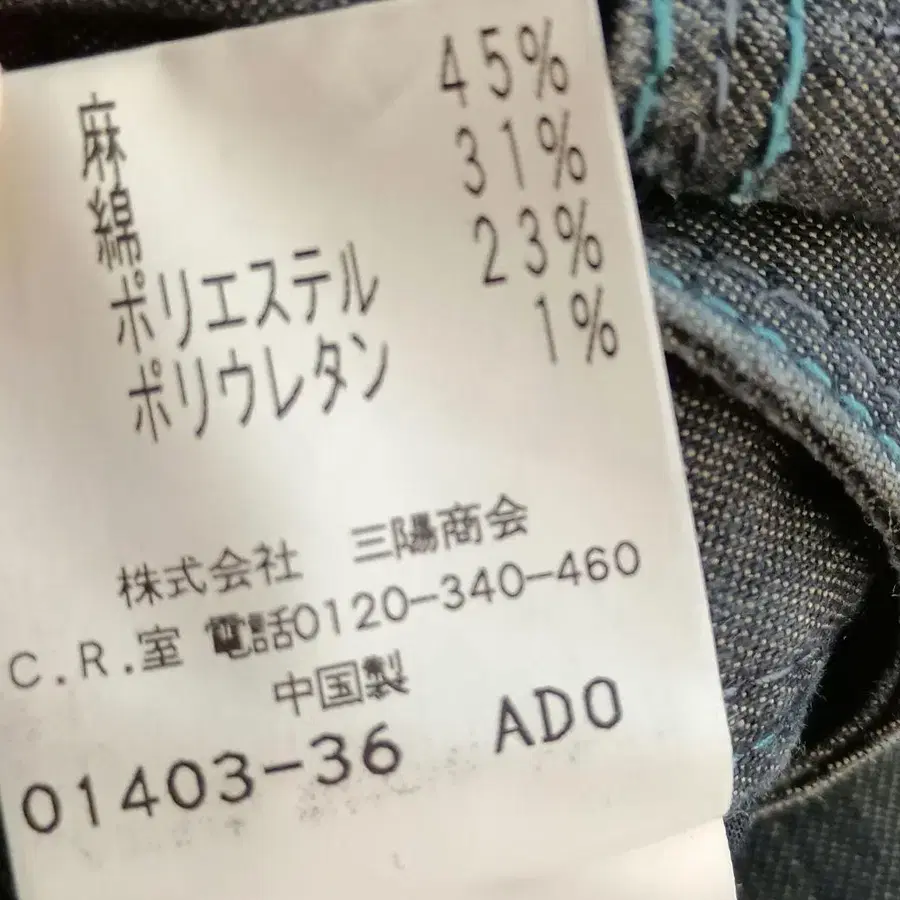 麻 45%
綿 31%
ポリエステル 23%
ポリウレタン 1%
株式会社 三陽商会
C.R.室 電話0120-340-460
中国製
01403-36 ADO